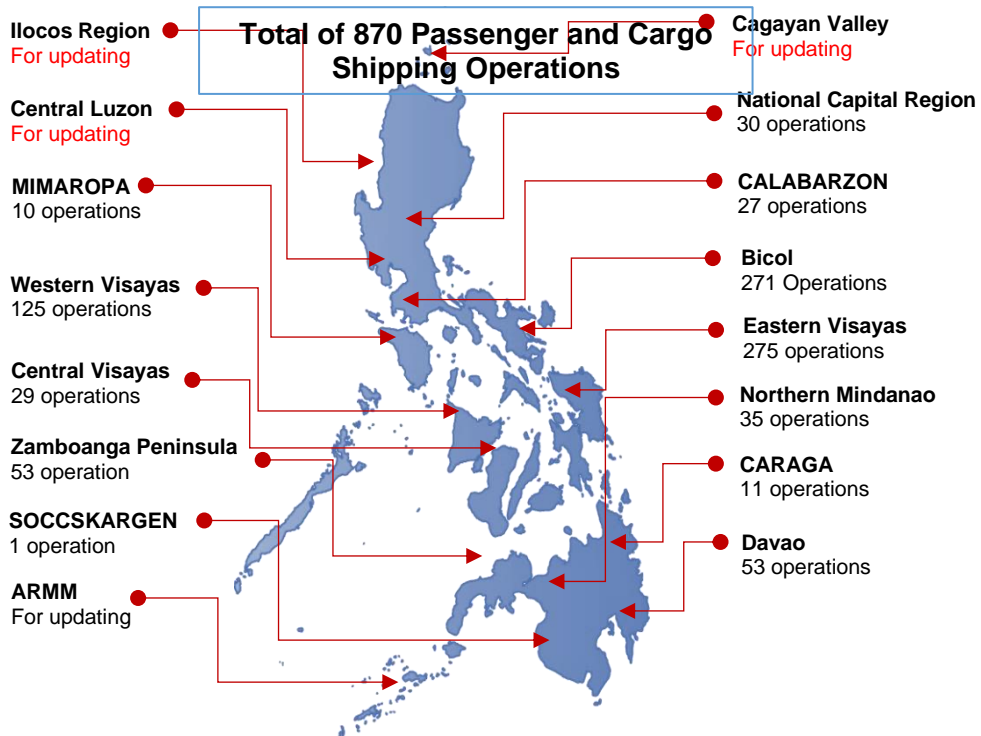 Total of 870 Passenger and Cargo
Shipping Operations
Ilocos Region
For updating
Central Luzon
For updating
MIMAROPA
10 operations
Western Visayas
125 operations
Central Visayas
29 operations
Zamboanga Peninsula
53 operation
SOCCSKARGEN
1 operation
ARMM
For updating
Cagayan Valley
For updating
National Capital Region
30 operations
CALABARZON
27 operations
Bicol
271 Operations
Eastern Visayas
275 operations
Northern Mindanao
35 operations
CARAGA
11 operations
Davao
53 operations